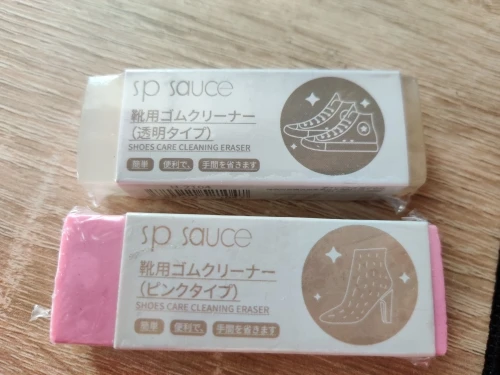 sp sauce
靴用ゴムクリーナー
(透明タイプ)
SHOES CARE CLEANING ERASER
簡単 便利で、 手間を省きます
sp sauce
靴用ゴムクリーナー
(ピンクタイプ)
SHOES CARE CLEANING ERASER
簡単 便利で、 手間を省きます